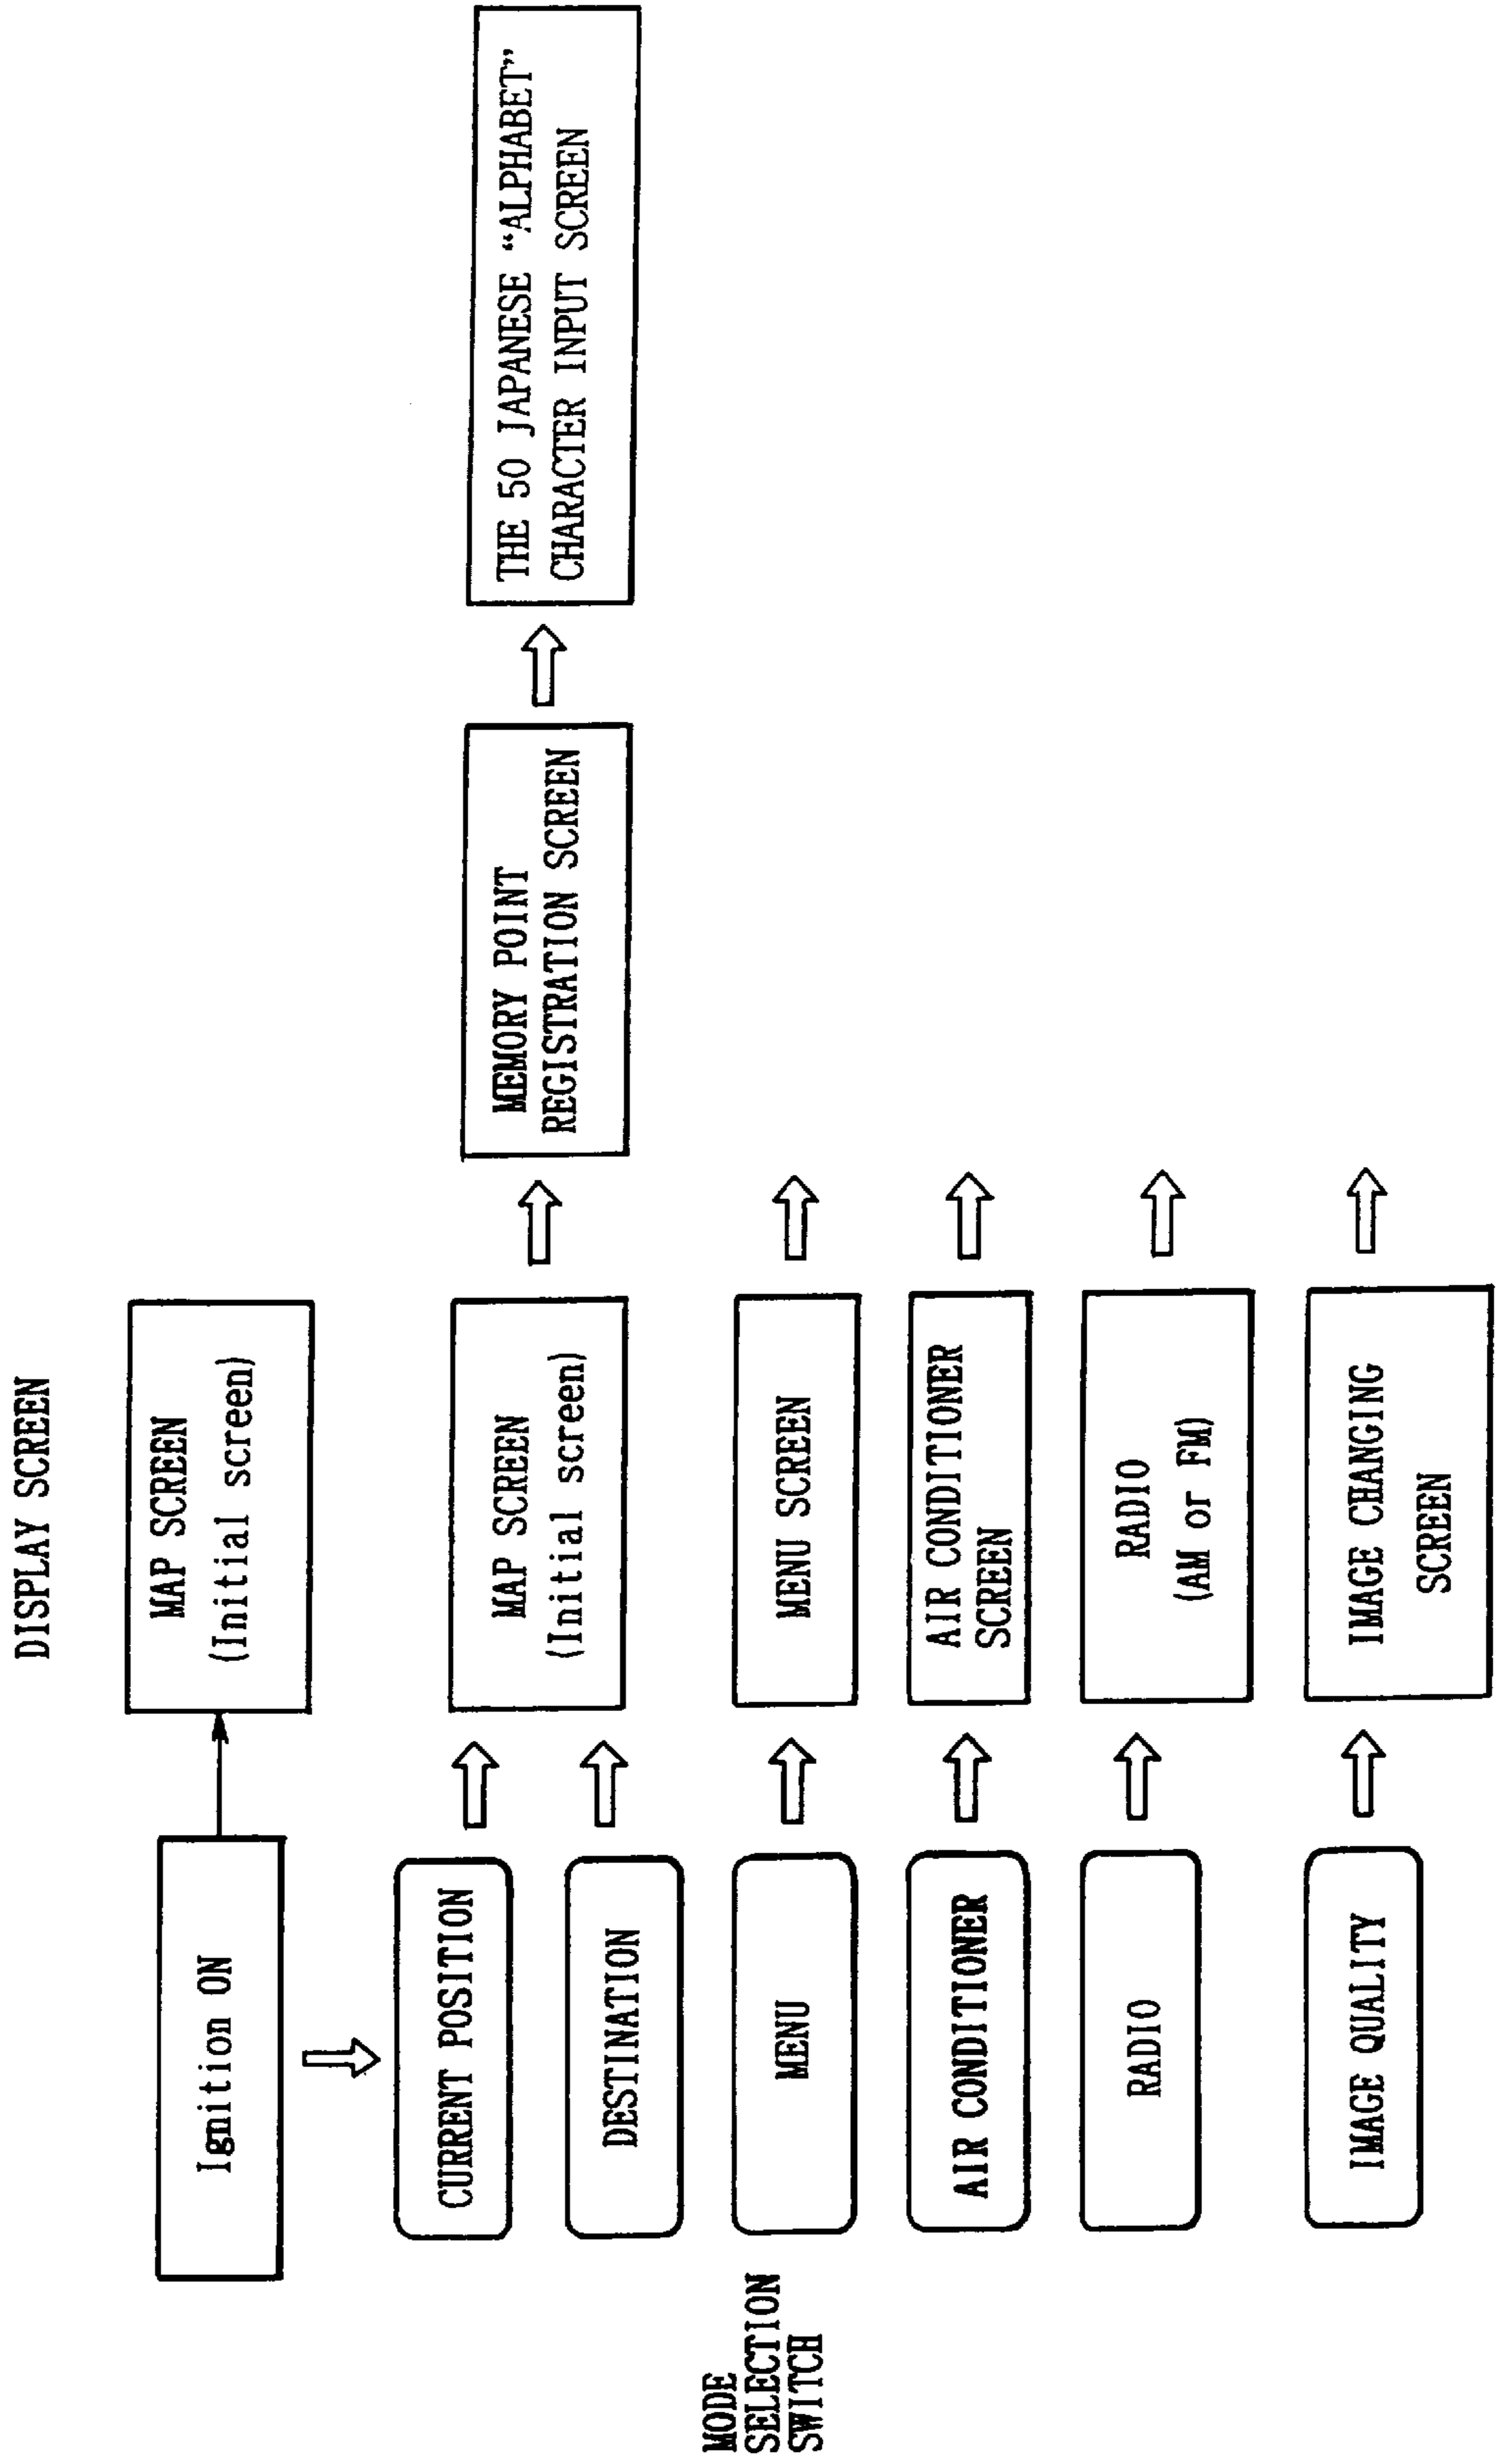 DISPLAY SCREEN
Ignition ON
MAP SCREEN
(Initial screen)
MODE
SELECTION
SWITCH
CURRENT POSITION
DESTINATION
MAP SCREEN
(Initial screen)
MEMORY POINT
REGISTRATION SCREEN
THE 50 JAPANESE “ALPHABET”
CHARACTER INPUT SCREEN
MENU
MENU SCREEN
AIR CONDITIONER
AIR CONDITIONER
SCREEN
RADIO
RADIO
(AM or FM)
IMAGE QUALITY
IMAGE CHANGING
SCREEN